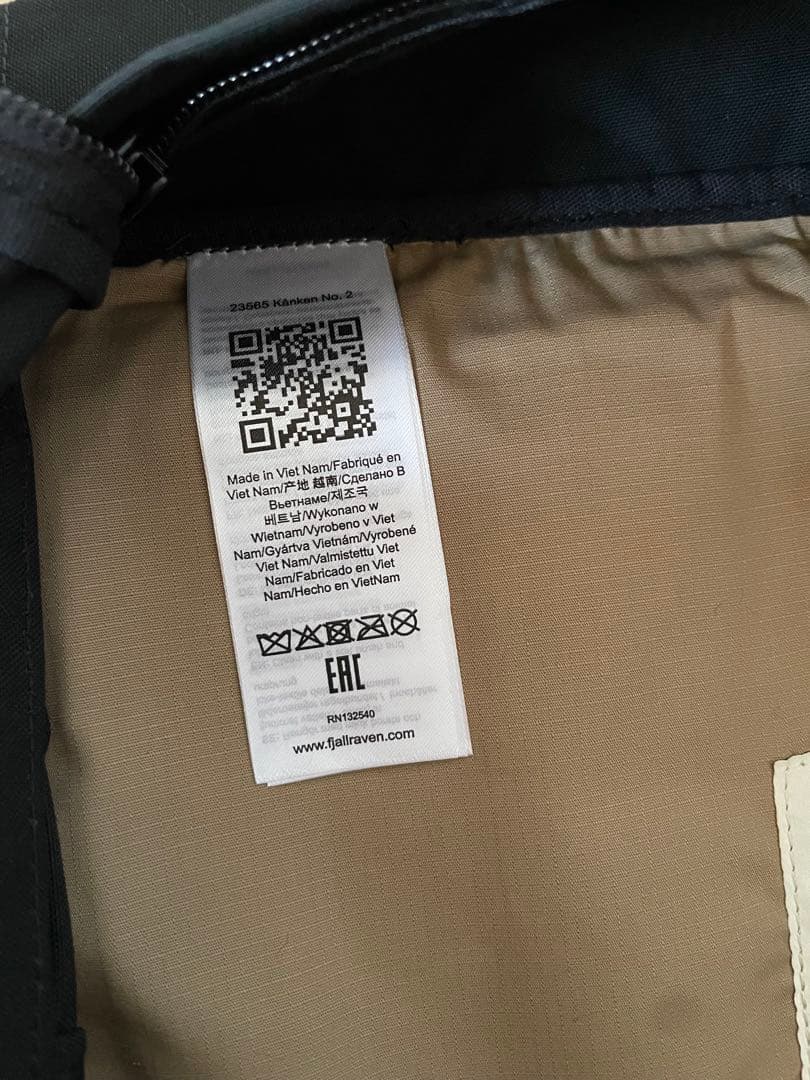 23565 Kånken No. 2
Made in Viet Nam/Fabriqué en
Viet Nam/产地 越南/Сделано В
Вьетнаме/제조국
베트남/Wykonano w
Wietnam/Vyrobeno v Viet
Nam/Gyártva Vietnám/Vyrobené
Viet Nam/Valmistettu Viet
Nam/Fabricado en Viet
Nam/Hecho en VietNam
EAC
RN132540
www.fjallraven.com